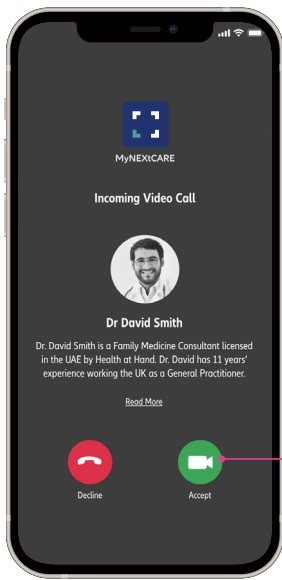 MyNEXtCARE
Incoming Video Call
Dr David Smith
Dr. David Smith is a Family Medicine Consultant licensed
in the UAE by Health at Hand. Dr. David has 11 years’
experience working the UK as a General Practitioner.
Read More
Decline
Accept